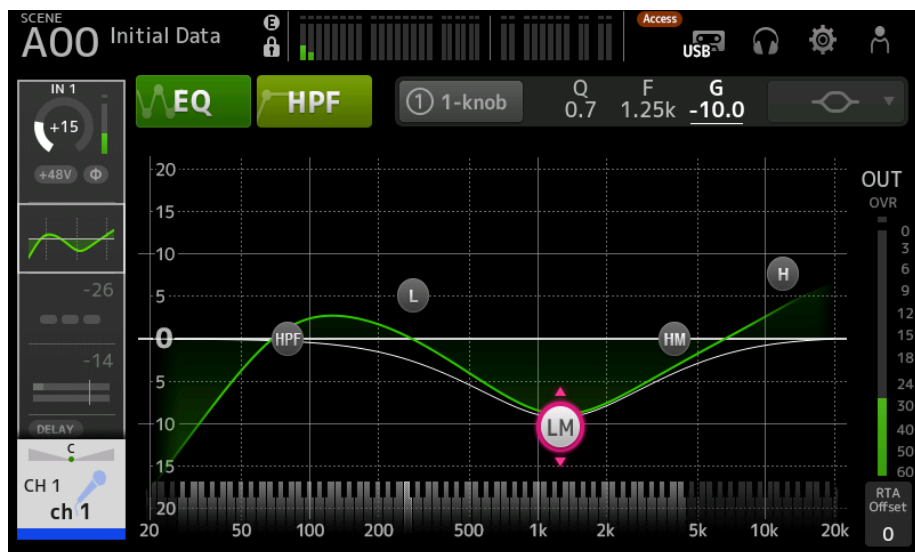 SCENE
A00 Initial Data
E
Access
USB
IN 1
+15
+48V Φ
-26
-14
DELAY
C
CH 1
ch 1
EQ
HPF
1 1-knob
Q F G
0.7 1.25k -10.0
20
15
10
5
0
5
10
15
20
HPF
L
LM
HM
H
20 50 100 200 500 1k 2k 5k 10k 20k
OUT
OVR
0
3
6
9
12
15
18
24
30
40
50
60
RTA
Offset
0